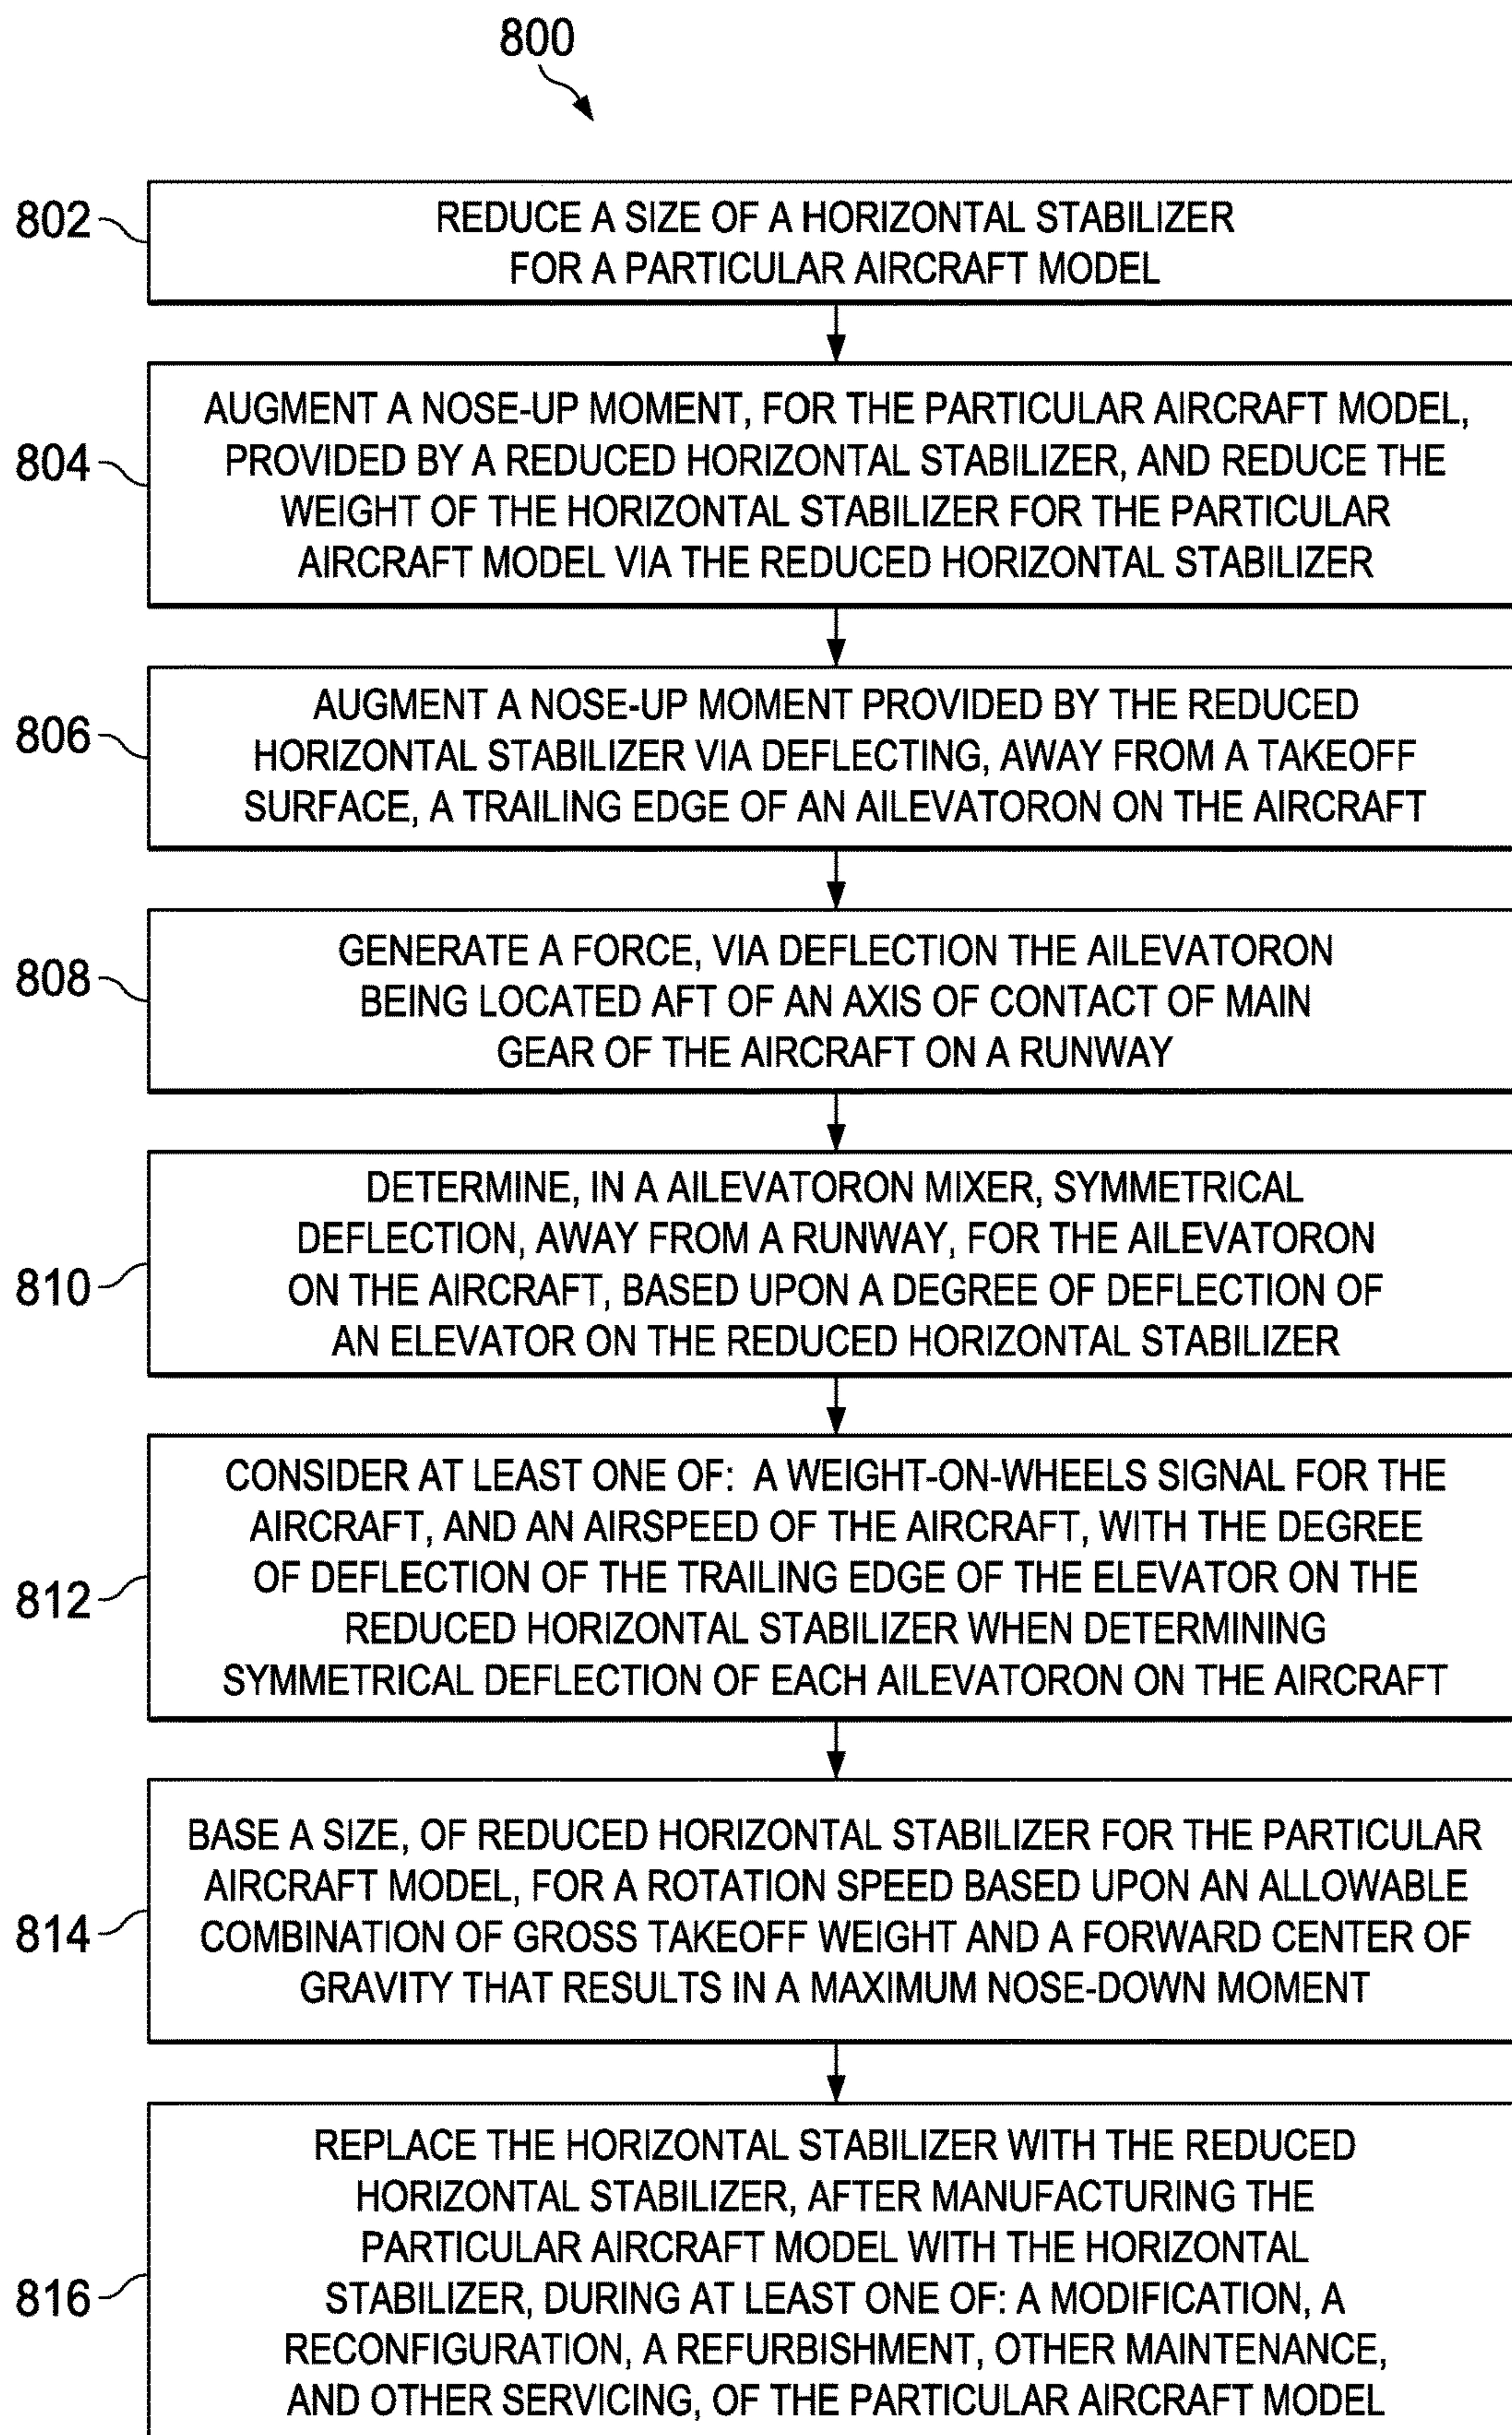 800
802
REDUCE A SIZE OF A HORIZONTAL STABILIZER
FOR A PARTICULAR AIRCRAFT MODEL
804
AUGMENT A NOSE-UP MOMENT, FOR THE PARTICULAR AIRCRAFT MODEL,
PROVIDED BY A REDUCED HORIZONTAL STABILIZER, AND REDUCE THE
WEIGHT OF THE HORIZONTAL STABILIZER FOR THE PARTICULAR
AIRCRAFT MODEL VIA THE REDUCED HORIZONTAL STABILIZER
806
AUGMENT A NOSE-UP MOMENT PROVIDED BY THE REDUCED
HORIZONTAL STABILIZER VIA DEFLECTING, AWAY FROM A TAKEOFF
SURFACE, A TRAILING EDGE OF AN AILEVATORON ON THE AIRCRAFT
808
GENERATE A FORCE, VIA DEFLECTION THE AILEVATORON
BEING LOCATED AFT OF AN AXIS OF CONTACT OF MAIN
GEAR OF THE AIRCRAFT ON A RUNWAY
810
DETERMINE, IN A AILEVATORON MIXER, SYMMETRICAL
DEFLECTION, AWAY FROM A RUNWAY, FOR THE AILEVATORON
ON THE AIRCRAFT, BASED UPON A DEGREE OF DEFLECTION OF
AN ELEVATOR ON THE REDUCED HORIZONTAL STABILIZER
812
CONSIDER AT LEAST ONE OF: A WEIGHT-ON-WHEELS SIGNAL FOR THE
AIRCRAFT, AND AN AIRSPEED OF THE AIRCRAFT, WITH THE DEGREE
OF DEFLECTION OF THE TRAILING EDGE OF THE ELEVATOR ON THE
REDUCED HORIZONTAL STABILIZER WHEN DETERMINING
SYMMETRICAL DEFLECTION OF EACH AILEVATORON ON THE AIRCRAFT
814
BASE A SIZE, OF REDUCED HORIZONTAL STABILIZER FOR THE PARTICULAR
AIRCRAFT MODEL, FOR A ROTATION SPEED BASED UPON AN ALLOWABLE
COMBINATION OF GROSS TAKEOFF WEIGHT AND A FORWARD CENTER OF
GRAVITY THAT RESULTS IN A MAXIMUM NOSE-DOWN MOMENT
816
REPLACE THE HORIZONTAL STABILIZER WITH THE REDUCED
HORIZONTAL STABILIZER, AFTER MANUFACTURING THE
PARTICULAR AIRCRAFT MODEL WITH THE HORIZONTAL
STABILIZER, DURING AT LEAST ONE OF: A MODIFICATION, A
RECONFIGURATION, A REFURBISHMENT, OTHER MAINTENANCE,
AND OTHER SERVICING, OF THE PARTICULAR AIRCRAFT MODEL